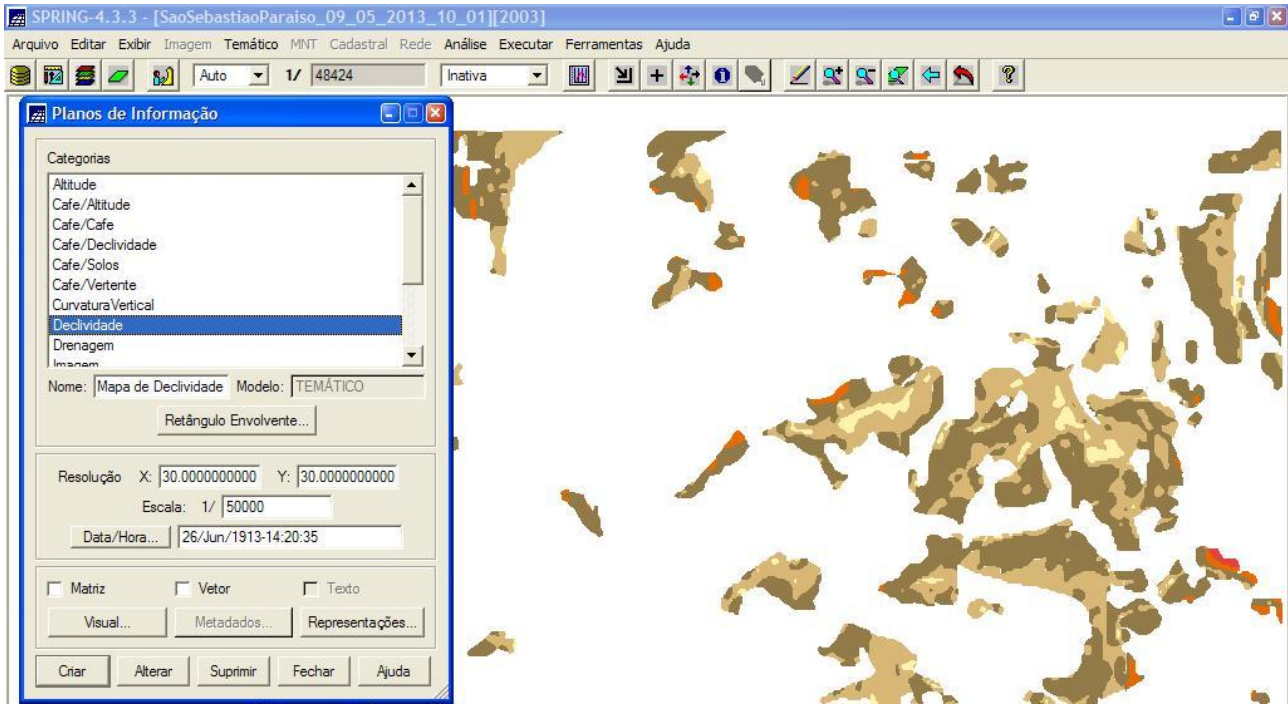 SPRING-4.3.3 - [SaoSebastiaoParaiso_09_05_2013_10_01][2003]
Arquivo Editar Exibir Imagem Temático MNT Cadastral Rede Análise Executar Ferramentas Ajuda
Auto 1/ 48424 Inativa
Planos de Informação
Categorias
Altitude
Cafe/Altitude
Cafe/Cafe
Cafe/Declividade
Cafe/Solos
Cafe/Vertente
CurvaturaVertical
Declividade
Drenagem
Imagem
Nome: Mapa de Declividade Modelo: TEMÁTICO
Retângulo Envolvente...
Resolução X: 30.0000000000 Y: 30.0000000000
Escala: 1/ 50000
Data/Hora... 26/Jun/1913-14:20:35
Matriz Vetor Texto
Visual... Metadados... Representações...
Criar Alterar Suprimir Fechar Ajuda